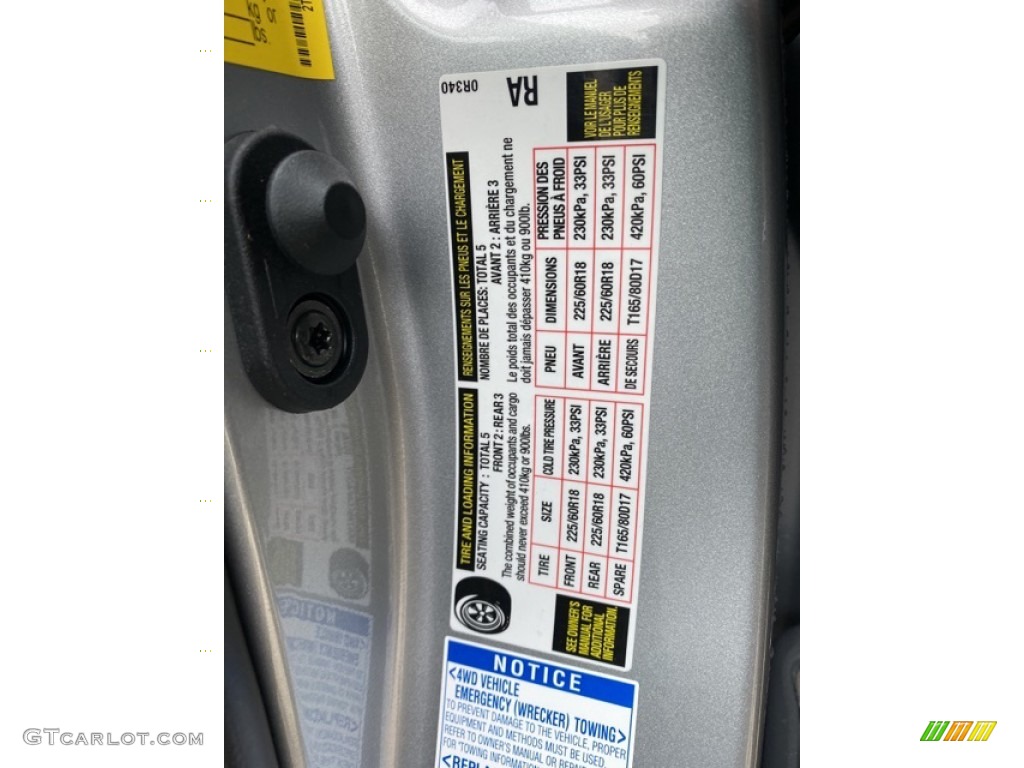 kg or
lbs.
21
TIRE AND LOADING INFORMATION
SEATING CAPACITY : TOTAL 5
FRONT 2 : REAR 3
The combined weight of occupants and cargo
should never exceed 410kg or 900lbs.
TIRE SIZE COLD TIRE PRESSURE
FRONT 225/60R18 230kPa, 33PSI
REAR 225/60R18 230kPa, 33PSI
SPARE T165/80D17 420kPa, 60PSI
SEE OWNER'S
MANUAL FOR
ADDITIONAL
INFORMATION.
RENSEIGNEMENTS SUR LES PNEUS ET LE CHARGEMENT
NOMBRE DE PLACES: TOTAL 5
AVANT 2 : ARRIÈRE 3
Le poids total des occupants et du chargement ne
doit jamais dépasser 410kg ou 900lb.
PNEU DIMENSIONS PRESSION DES
PNEUS À FROID
AVANT 225/60R18 230kPa, 33PSI
ARRIÈRE 225/60R18 230kPa, 33PSI
DE SECOURS T165/80D17 420kPa, 60PSI
0R340
RA
VOIR LE MANUEL
DE L'USAGER
POUR PLUS DE
RENSEIGNEMENTS
NOTICE
<4WD VEHICLE
EMERGENCY (WRECKER) TOWING>
TO PREVENT DAMAGE TO THE VEHICLE, PROPER
EQUIPMENT AND METHODS MUST BE USED.
REFER TO OWNER'S MANUAL OR
FOR "TOWING INFORMATION
GTCARLOT.COM